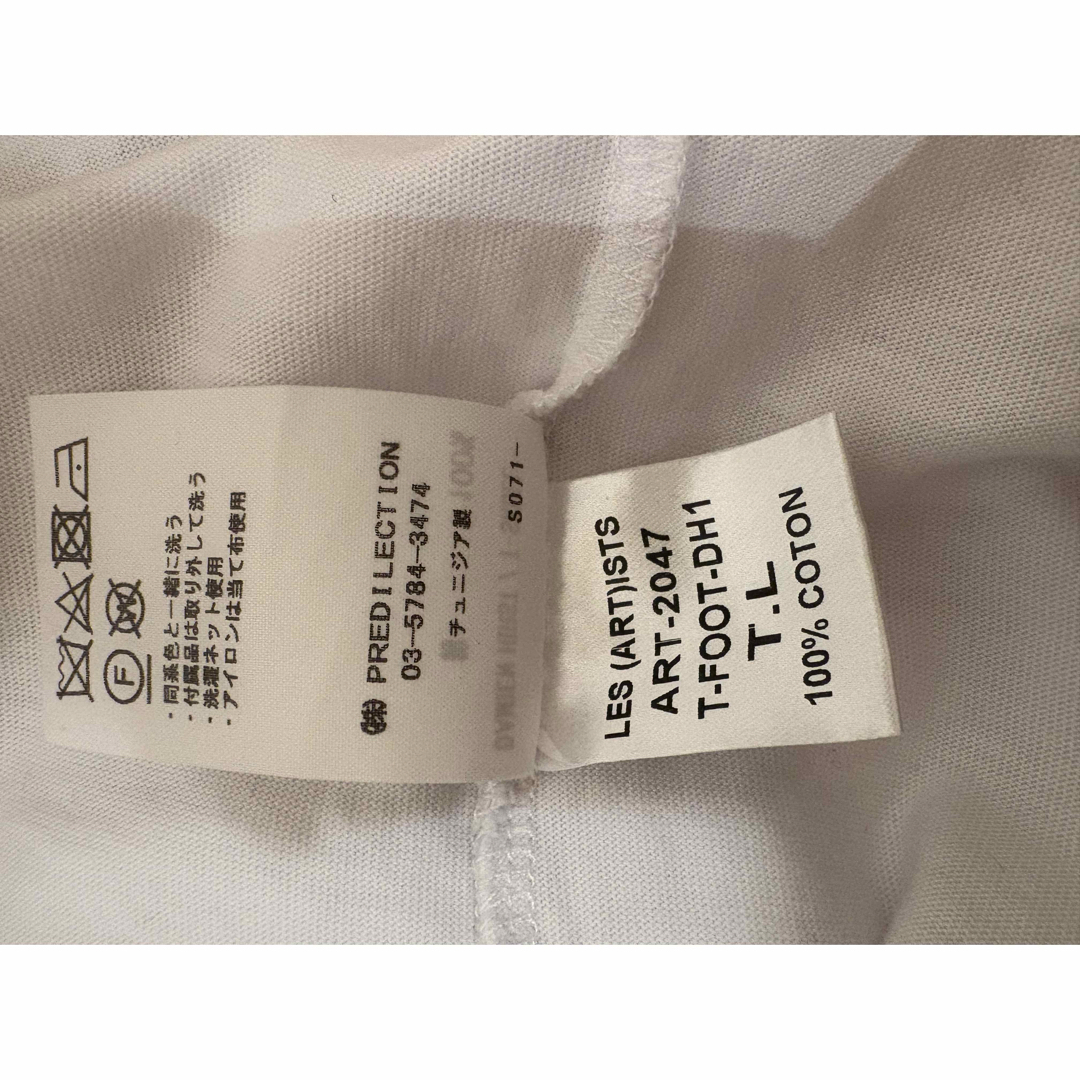 F
W
・同系色と一緒に洗う
・付属品は取り外して洗う
・洗濯ネット使用
・アイロンは当て布使用
㈱ PREDILECTION
03-5784-3474
チュニジア製
S071-
LES (ART)ISTS
ART-2047
T-FOOT-DH1
T.L
100% COTON